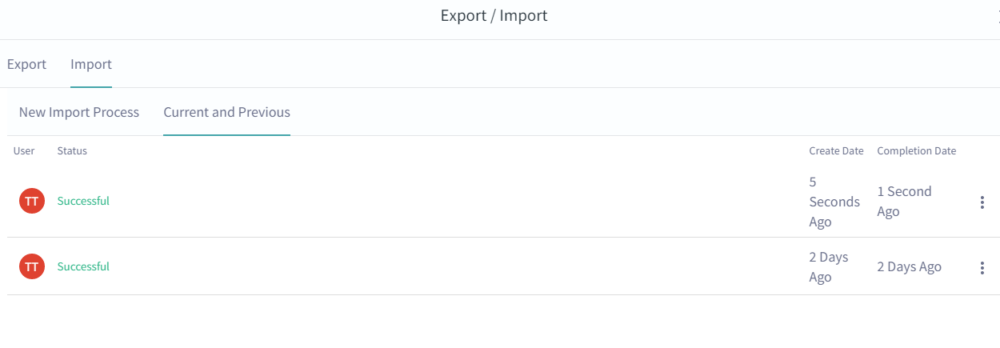 Export / Import
Export Import
New Import Process Current and Previous
User Status Create Date Completion Date
TT Successful 5 Seconds Ago 1 Second Ago
TT Successful 2 Days Ago 2 Days Ago